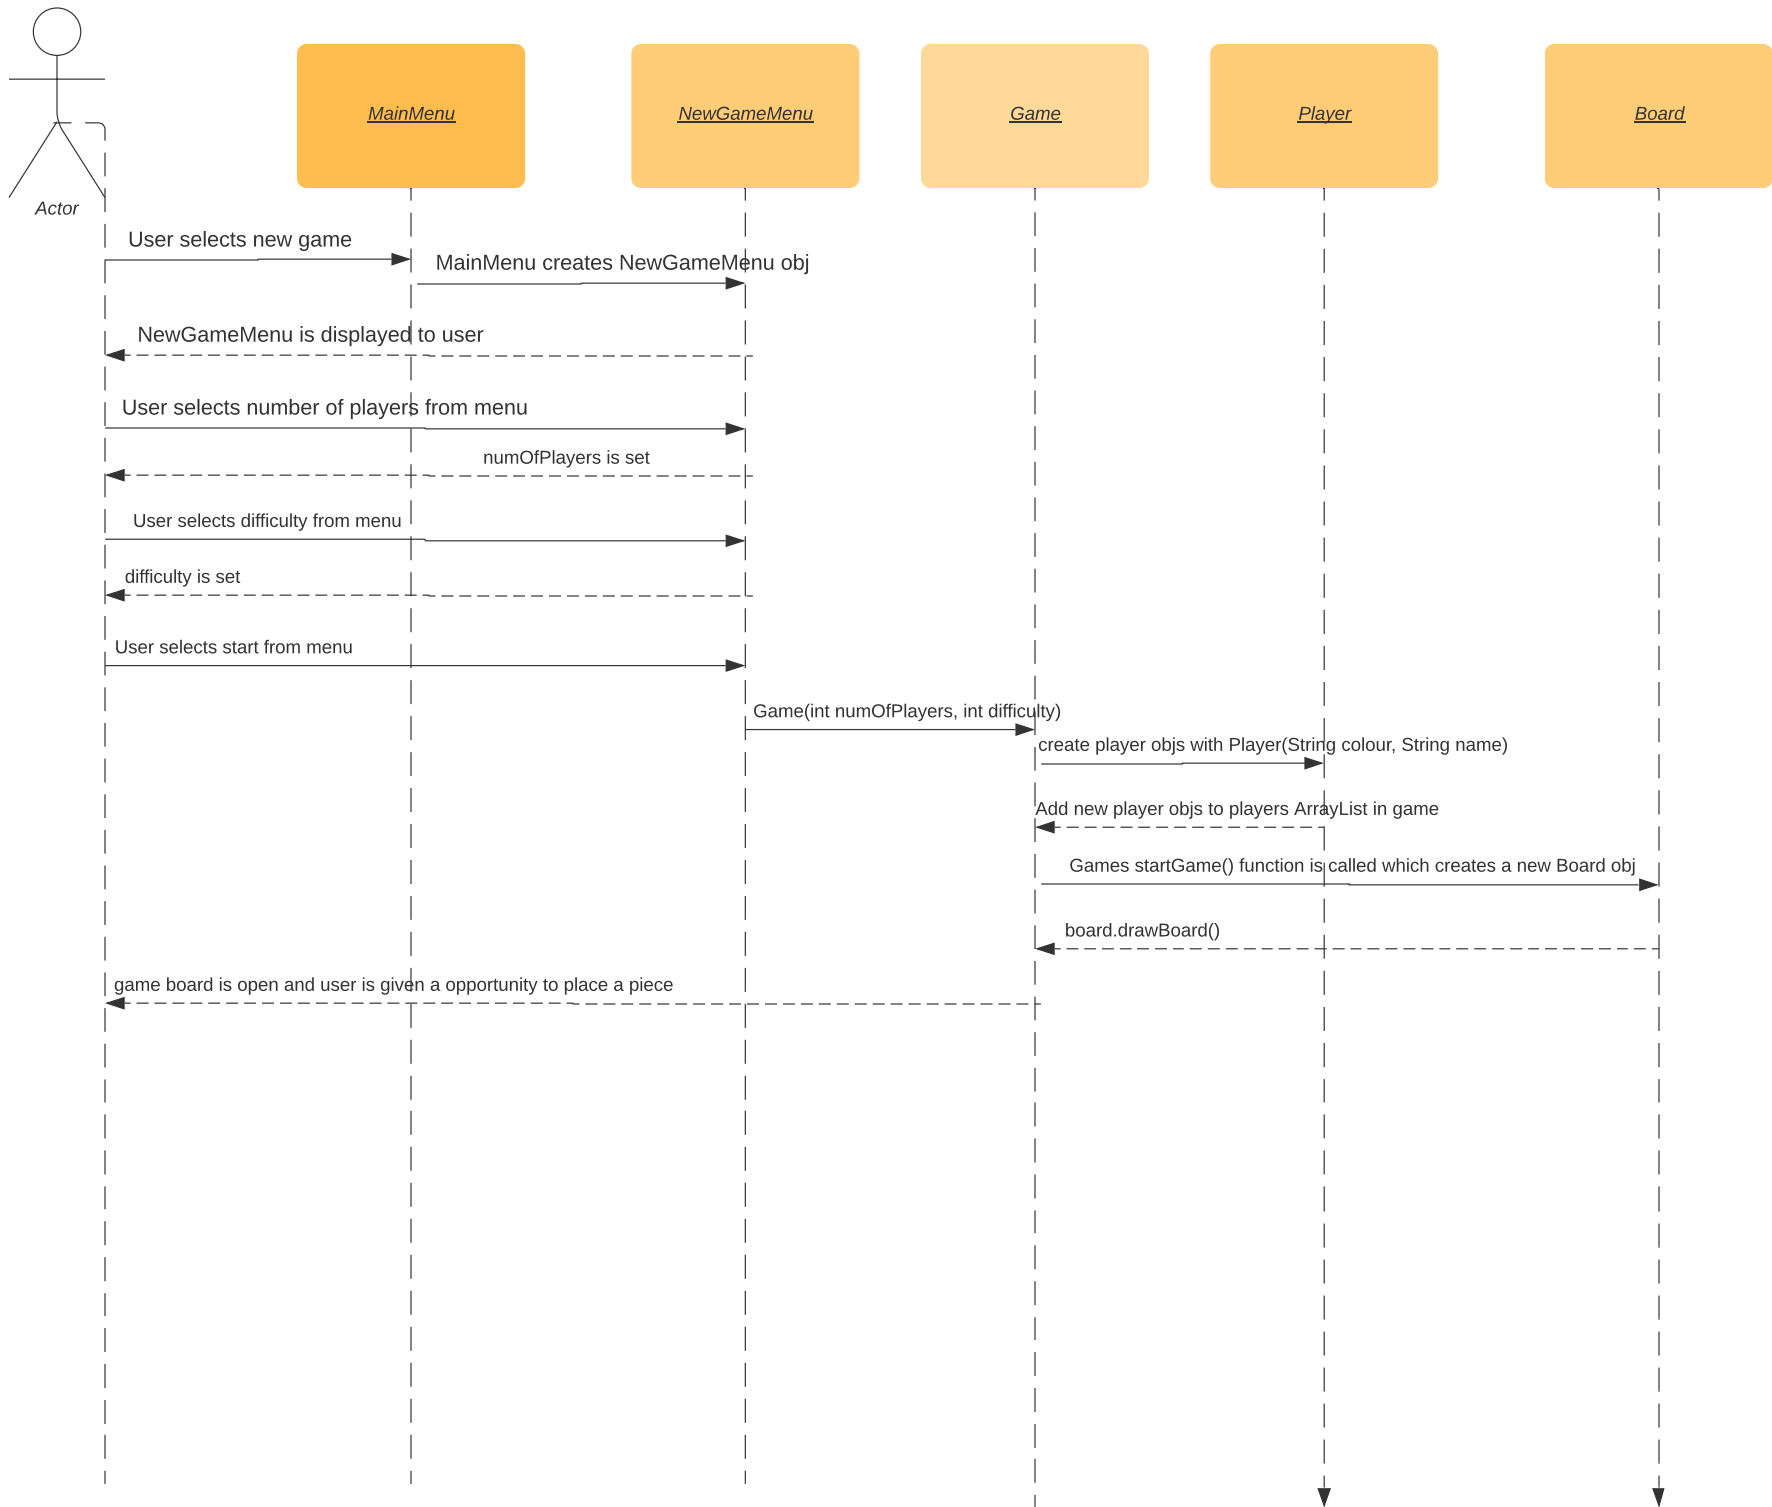 MainMenu
NewGameMenu
Game
Player
Board
Actor
User selects new game
MainMenu creates NewGameMenu obj
NewGameMenu is displayed to user
User selects number of players from menu
numOfPlayers is set
User selects difficulty from menu
difficulty is set
User selects start from menu
Game(int numOfPlayers, int difficulty)
create player objs with Player(String colour, String name)
Add new player objs to players ArrayList in game
Games startGame() function is called which creates a new Board obj
board.drawBoard()
game board is open and user is given a opportunity to place a piece